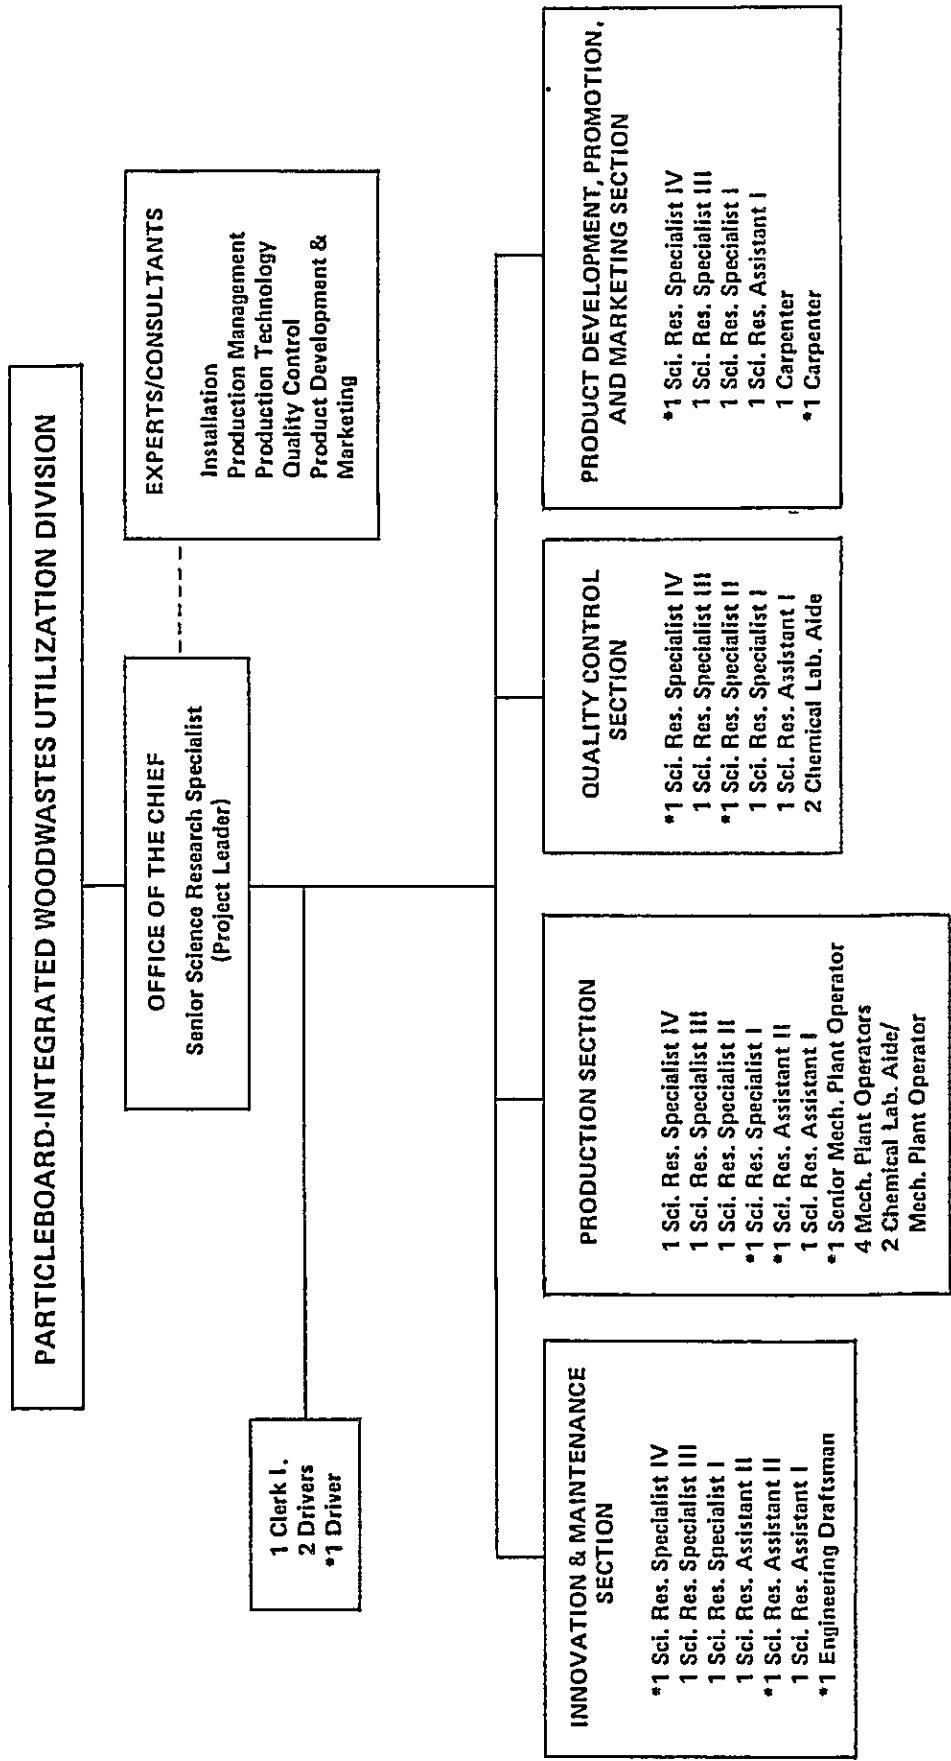 PARTICLEBOARD-INTEGRATED WOODWASTES UTILIZATION DIVISION
OFFICE OF THE CHIEF
Senior Science Research Specialist
(Project Leader)
EXPERTS/CONSULTANTS
Installation
Production Management
Production Technology
Quality Control
Product Development &
Marketing
1 Clerk I.
2 Drivers
*1 Driver
INNOVATION & MAINTENANCE
SECTION
*1 Sci. Res. Specialist IV
1 Sci. Res. Specialist III
1 Sci. Res. Specialist I
1 Sci. Res. Assistant II
*1 Sci. Res. Assistant II
1 Sci. Res. Assistant I
*1 Engineering Draftsman
PRODUCTION SECTION
1 Sci. Res. Specialist IV
1 Sci. Res. Specialist III
1 Sci. Res. Specialist II
*1 Sci. Res. Specialist I
*1 Sci. Res. Assistant II
1 Sci. Res. Assistant I
*1 Senior Mech. Plant Operator
4 Mech. Plant Operators
2 Chemical Lab. Aide/
Mech. Plant Operator
QUALITY CONTROL
SECTION
*1 Sci. Res. Specialist IV
1 Sci. Res. Specialist III
*1 Sci. Res. Specialist II
1 Sci. Res. Specialist I
1 Sci. Res. Assistant I
2 Chemical Lab. Aide
PRODUCT DEVELOPMENT, PROMOTION,
AND MARKETING SECTION
*1 Sci. Res. Specialist IV
1 Sci. Res. Specialist III
1 Sci. Res. Specialist I
1 Sci. Res. Assistant I
1 Carpenter
*1 Carpenter